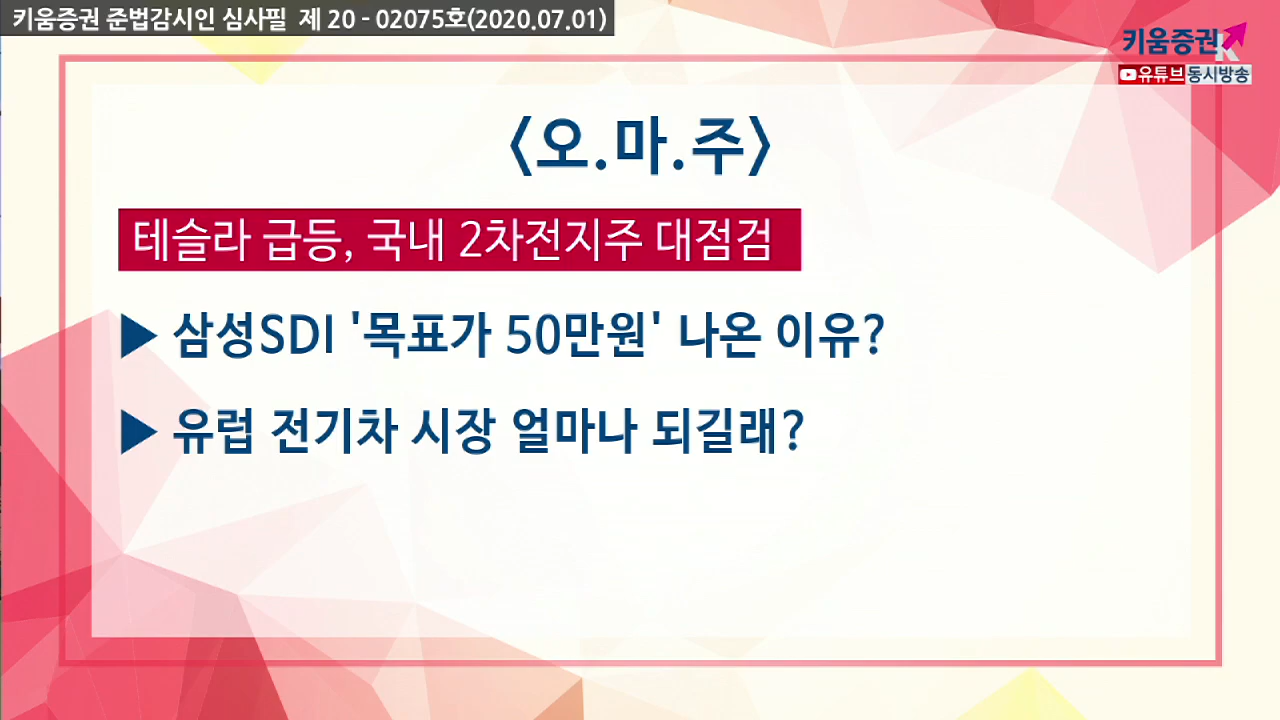 키움증권 준법감시인 심사필 제 20 - 02075호(2020.07.01)
키움증권
유튜브동시방송
<오.마.주>
테슬라 급등, 국내 2차전지주 대점검
▶ 삼성SDI '목표가 50만원' 나온 이유?
▶ 유럽 전기차 시장 얼마나 되길래?